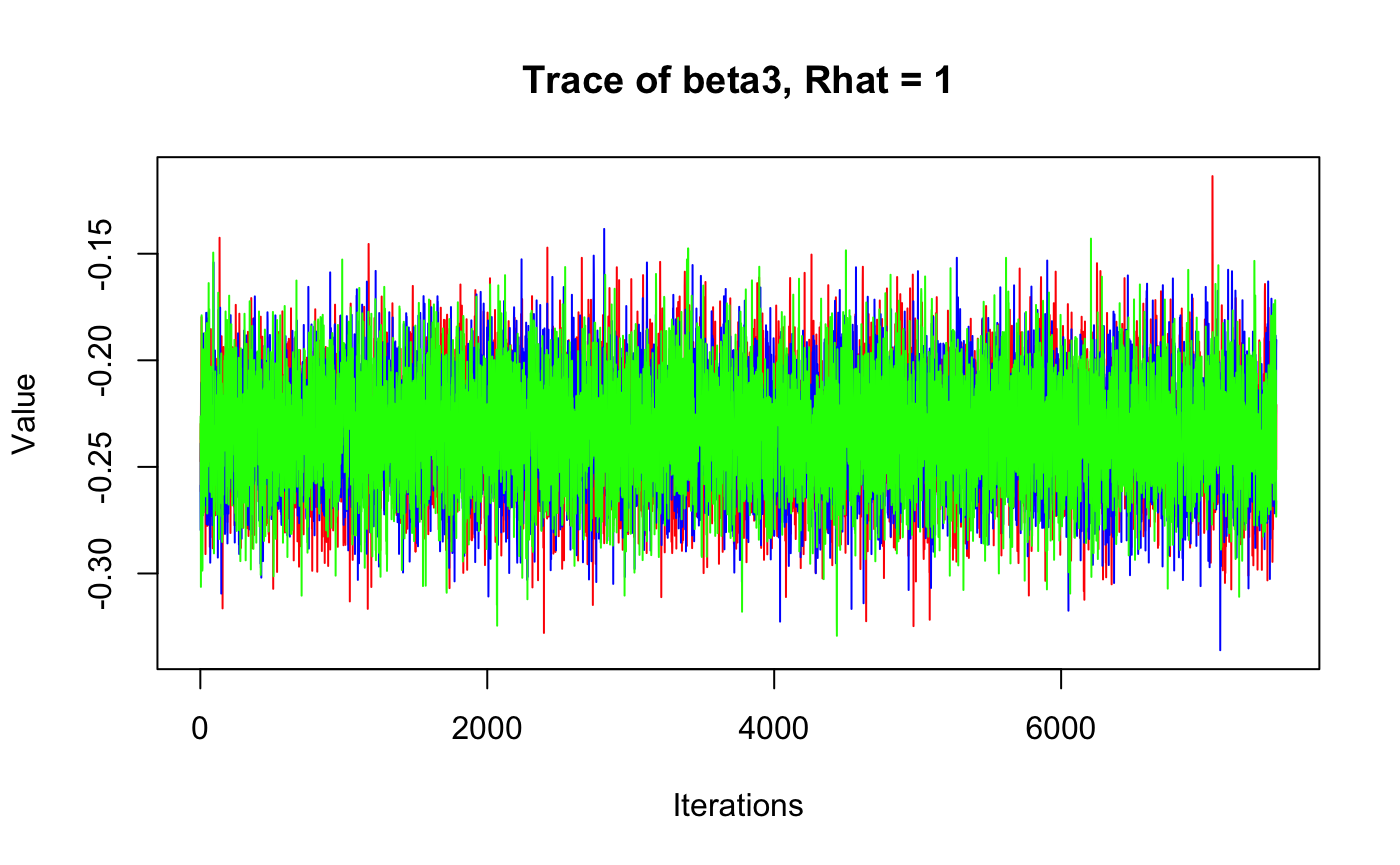 Trace of beta3, Rhat = 1
Value
-0.15
-0.20
-0.25
-0.30
0 2000 4000 6000
Iterations